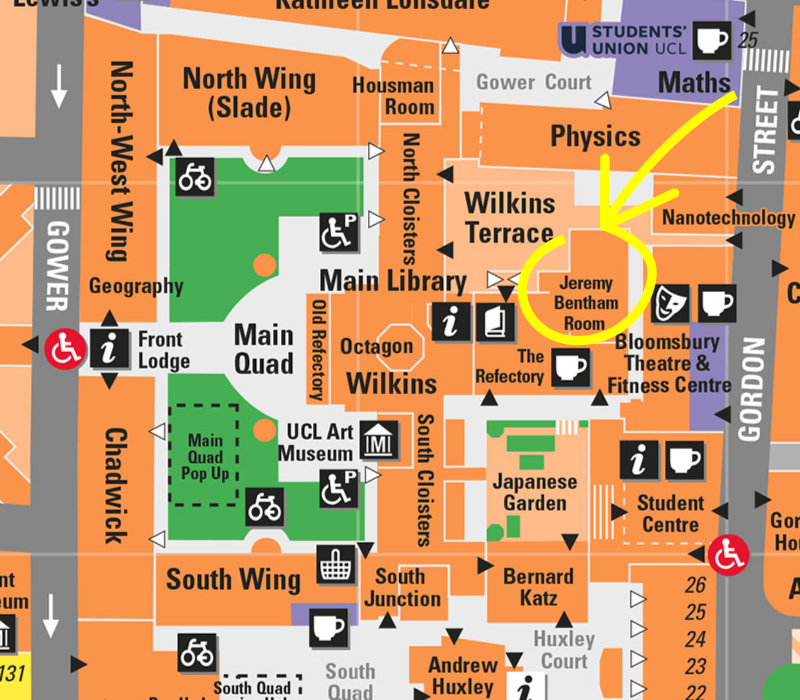 Lewis's
Kathleen Lonsdale
STUDENTS'
UNION UCL
25
North-West Wing
North Wing
(Slade)
Housman
Room
Gower Court
Maths
STREET
Physics
North Cloisters
Wilkins
Terrace
Nanotechnology
GOWER
Geography
Main Library
Jeremy
Bentham
Room
Front
Lodge
Main
Quad
Old Refectory
Octagon
Wilkins
The
Refectory
Bloomsbury
Theatre &
Fitness Centre
GORDON
Chadwick
Main
Quad
Pop Up
UCL Art
Museum
South Cloisters
Japanese
Garden
Student
Centre
South Wing
South
Junction
Bernard
Katz
26
25
24
23
22
Huxley
Court
South
Quad
Andrew
Huxley
131
South Quad